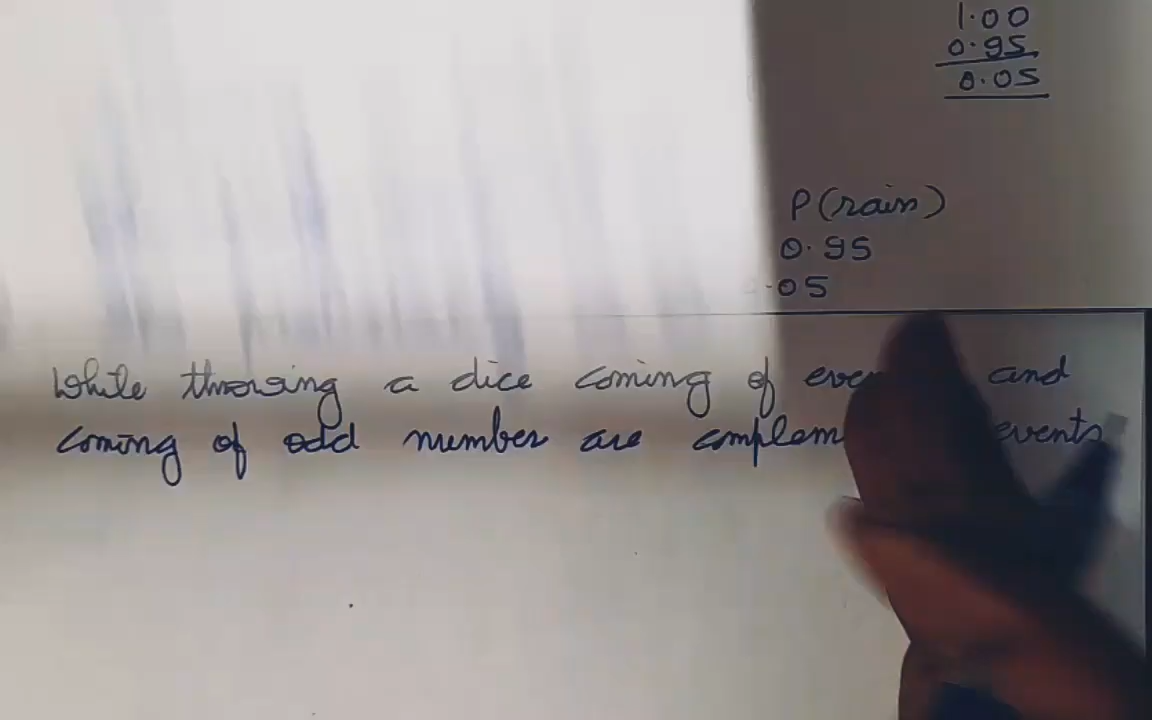 1.00
0.95
0.05
P(rain)
0.95
.05
While throwing a dice coming of and
coming of odd number are events